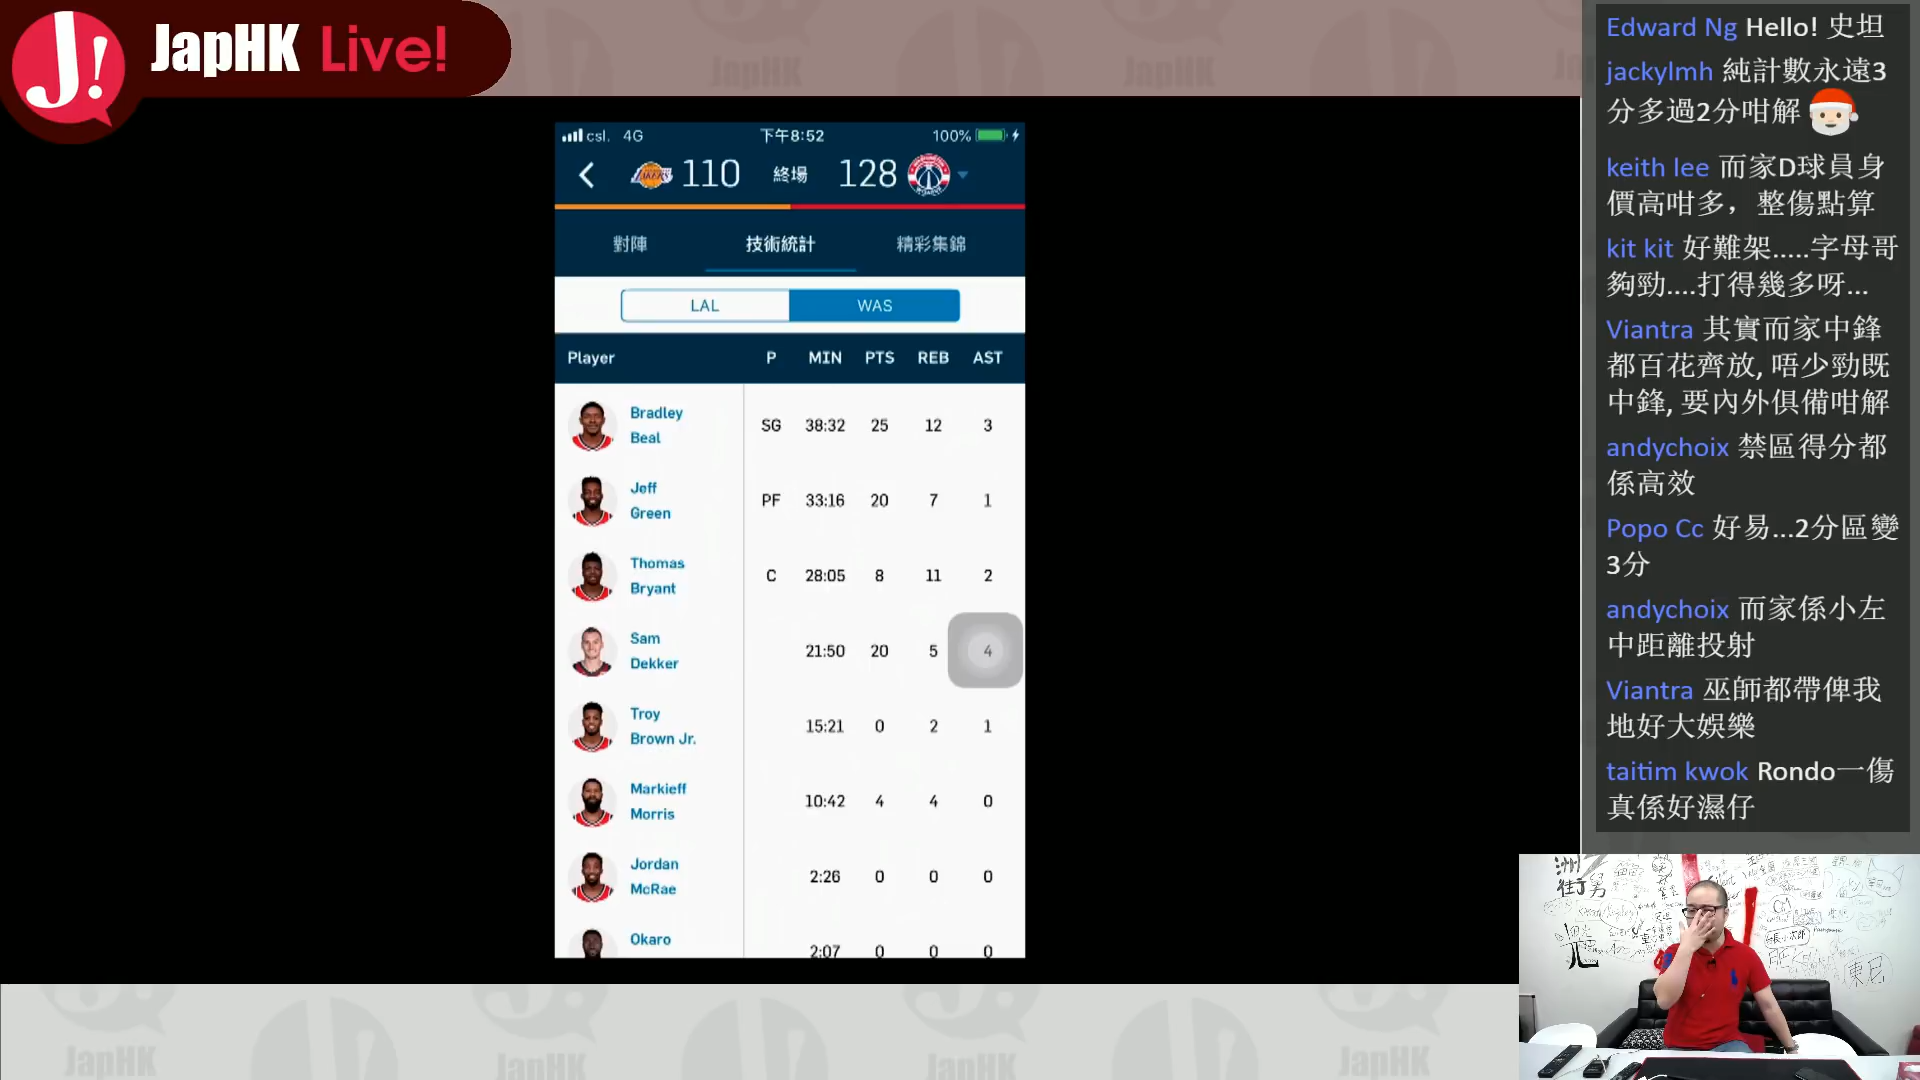 J! JapHK Live!
csl. 4G 下午8:52 100%
LAKERS 110 終場 128
對陣 技術統計 精彩集錦
LAL WAS
Player P MIN PTS REB AST
Bradley
Beal
SG 38:32 25 12 3
Jeff
Green
PF 33:16 20 7 1
Thomas
Bryant
C 28:05 8 11 2
Sam
Dekker
21:50 20 5 4
Troy
Brown Jr.
15:21 0 2 1
Markieff
Morris
10:42 4 4 0
Jordan
McRae
2:26 0 0 0
Okaro
2:07 0 0 0
Edward Ng Hello! 史坦
jackylmh 純計數永遠3
分多過2分咁解
keith lee 而家D球員身
價高咁多，整傷點算
kit kit 好難架.....字母哥
夠勁....打得幾多呀...
Viantra 其實而家中鋒
都百花齊放, 唔少勁既
中鋒, 要內外俱備咁解
andychoix 禁區得分都
係高效
Popo Cc 好易...2分區變
3分
andychoix 而家係小左
中距離投射
Viantra 巫師都帶俾我
地好大娛樂
taitim kwok Rondo一傷
真係好濕仔
JapHK JapHK
JapHK JapHK JapHK JapHK